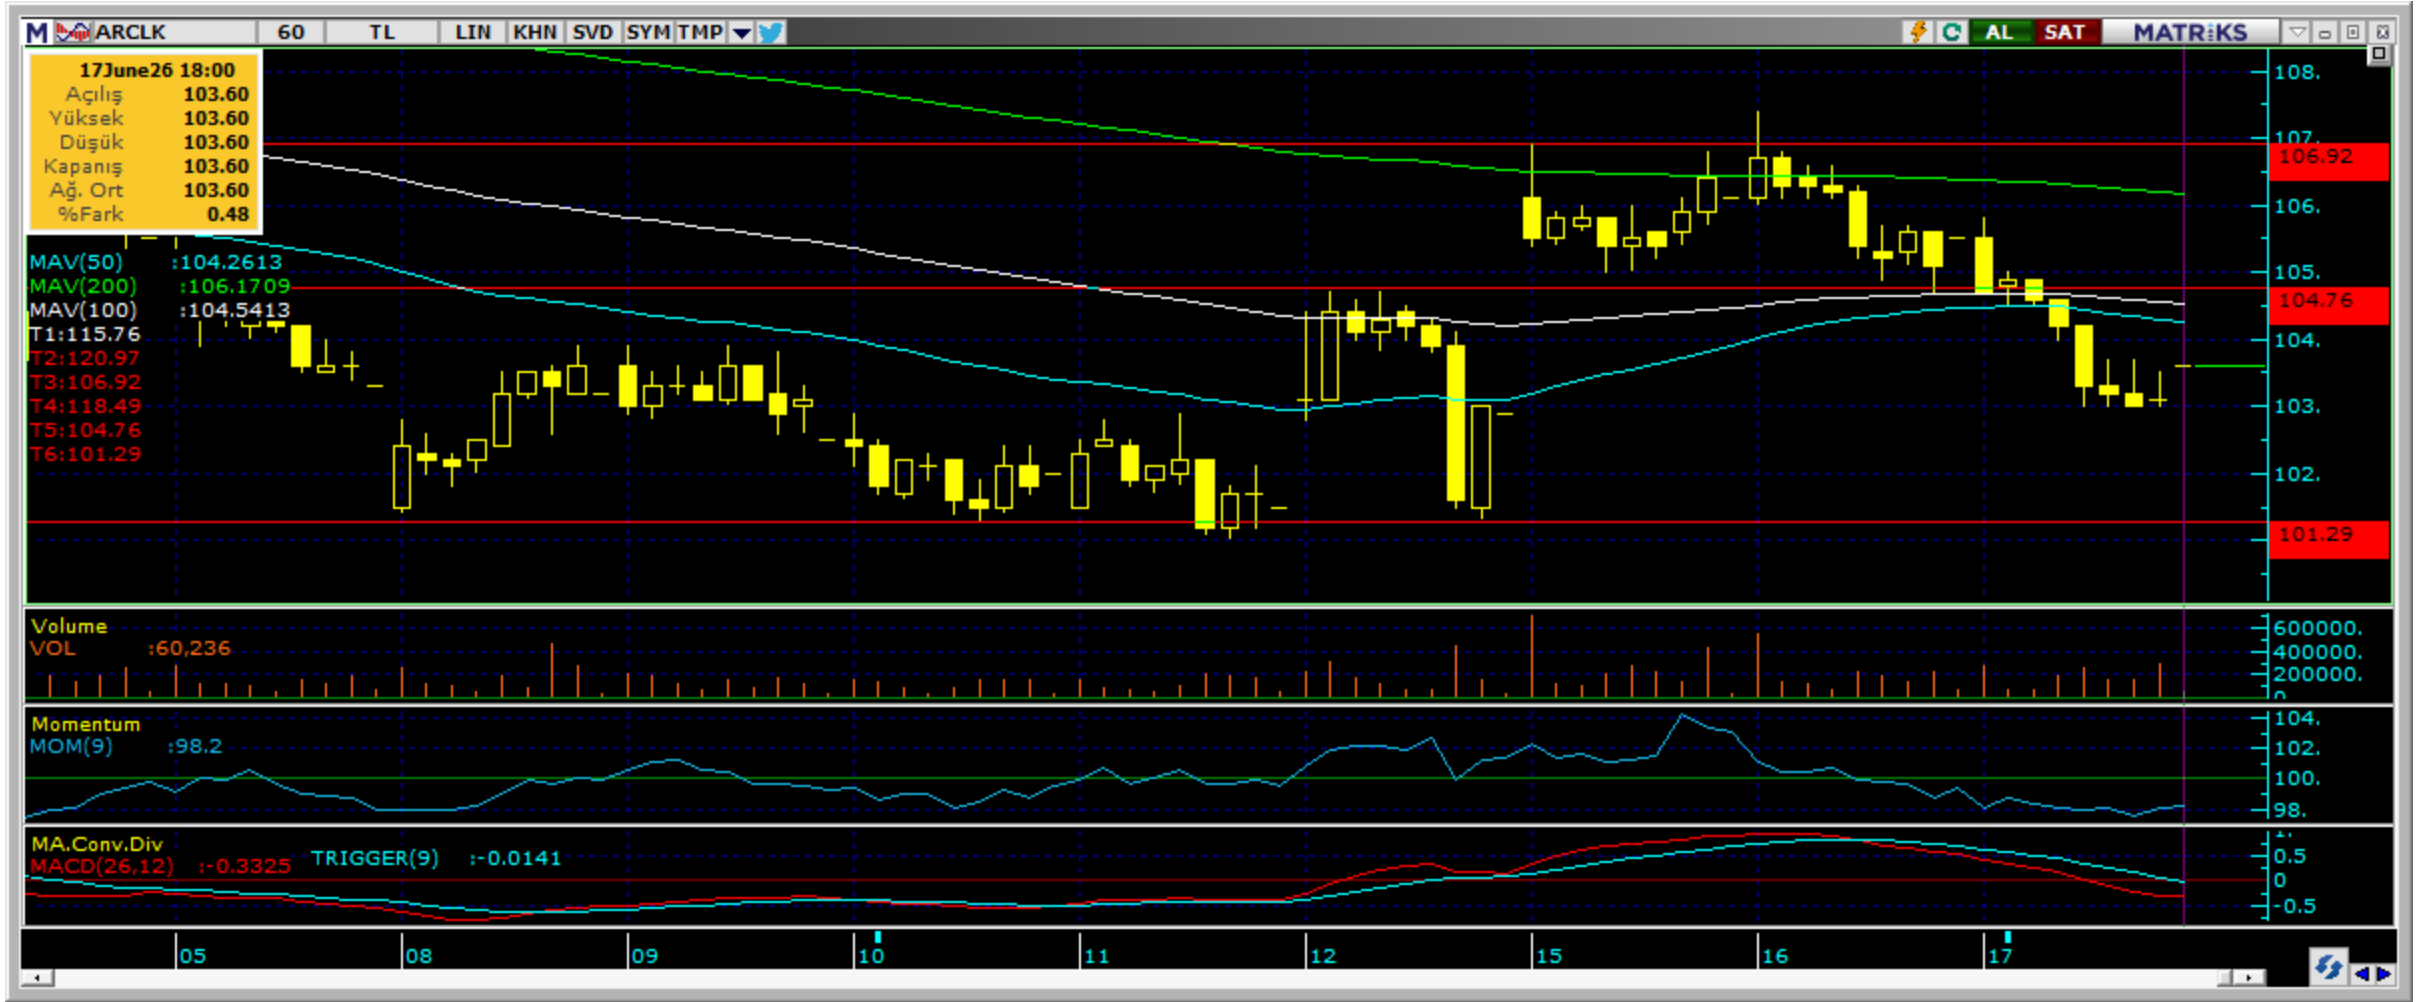 M ARCLK 60 TL LIN KHN SVD SYM TMP AL SAT MATRiKS
17June26 18:00
Açılış 103.60
Yüksek 103.60
Düşük 103.60
Kapanış 103.60
Ağ. Ort 103.60
%Fark 0.48
MAV(50) :104.2613
MAV(200) :106.1709
MAV(100) :104.5413
T1:115.76
T2:120.97
T3:106.92
T4:118.49
T5:104.76
T6:101.29
108.
107.
106.92
106.
105.
104.76
104.
103.
102.
101.29
Volume
VOL :60,236
600000.
400000.
200000.
0
Momentum
MOM(9) :98.2
104.
102.
100.
98.
MA.Conv.Div
MACD(26,12) :-0.3325 TRIGGER(9) :-0.0141
1.
0.5
0
-0.5
05 08 09 10 11 12 15 16 17